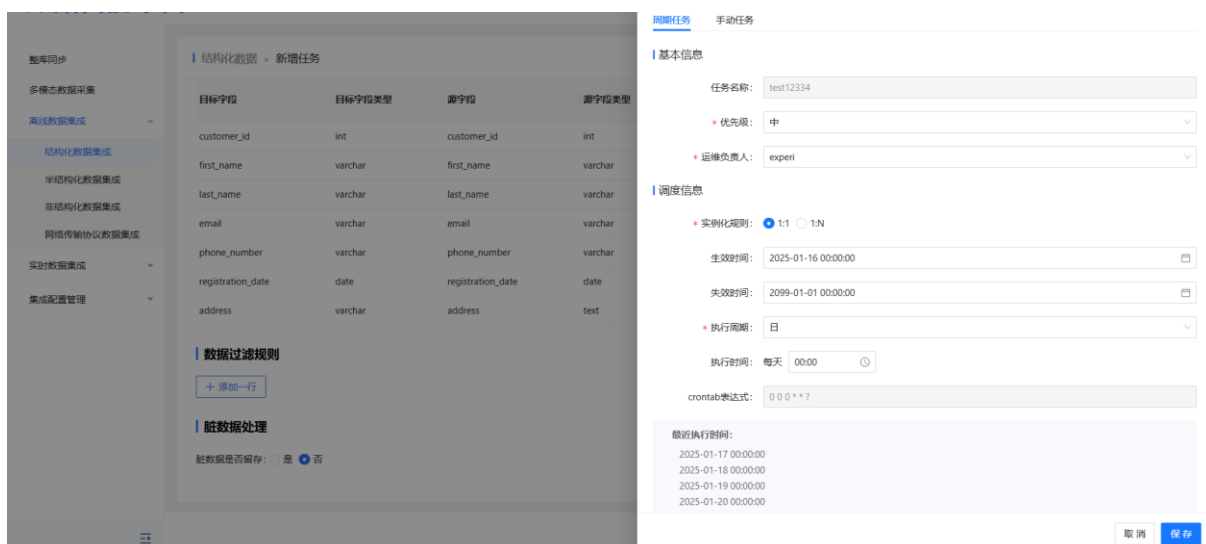 整库同步
多模态数据采集
离线数据集成
结构化数据集成
半结构化数据集成
非结构化数据集成
网络传输协议数据集成
实时数据集成
集成配置管理
结构化数据 > 新增任务
目标字段 目标字段类型 源字段 源字段类型
customer_id int customer_id int
first_name varchar first_name varchar
last_name varchar last_name varchar
email varchar email varchar
phone_number varchar phone_number varchar
registration_date date registration_date date
address varchar address text
数据过滤规则
+ 添加一行
脏数据处理
脏数据是否留存: 是 否
周期任务 手动任务
基本信息
任务名称: test12334
* 优先级: 中
* 运维负责人: experi
调度信息
* 实例化规则: 1:1 1:N
生效时间: 2025-01-16 00:00:00
失效时间: 2099-01-01 00:00:00
* 执行周期: 日
执行时间: 每天 00:00
crontab表达式: 0 0 0 * * ?
最近执行时间:
2025-01-17 00:00:00
2025-01-18 00:00:00
2025-01-19 00:00:00
2025-01-20 00:00:00
取 消 保 存